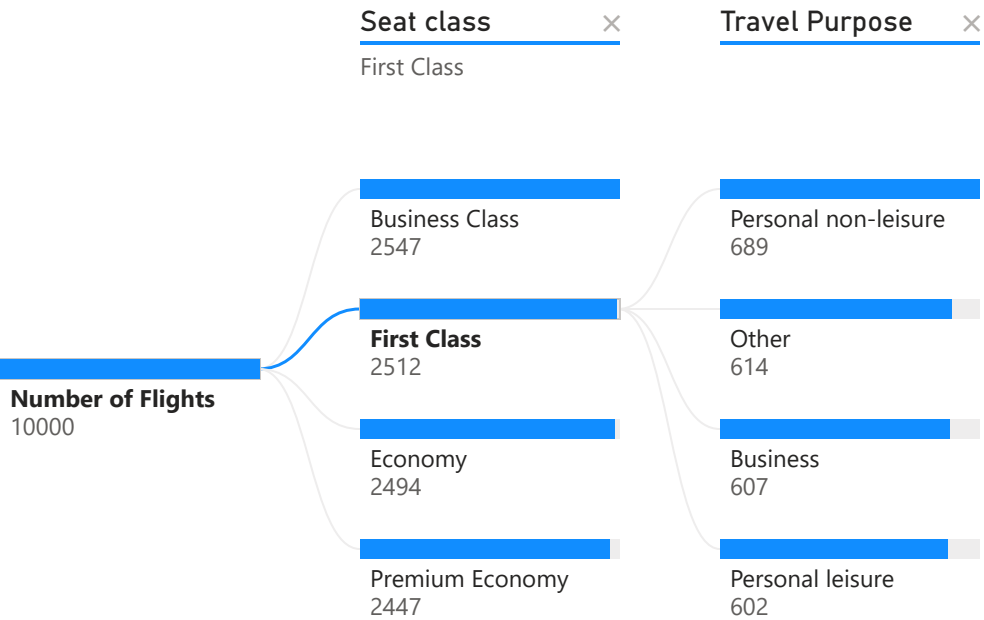 Seat class
Travel Purpose
First Class
Business Class
2547
Personal non-leisure
689
First Class
2512
Other
614
Number of Flights
10000
Economy
2494
Business
607
Premium Economy
2447
Personal leisure
602